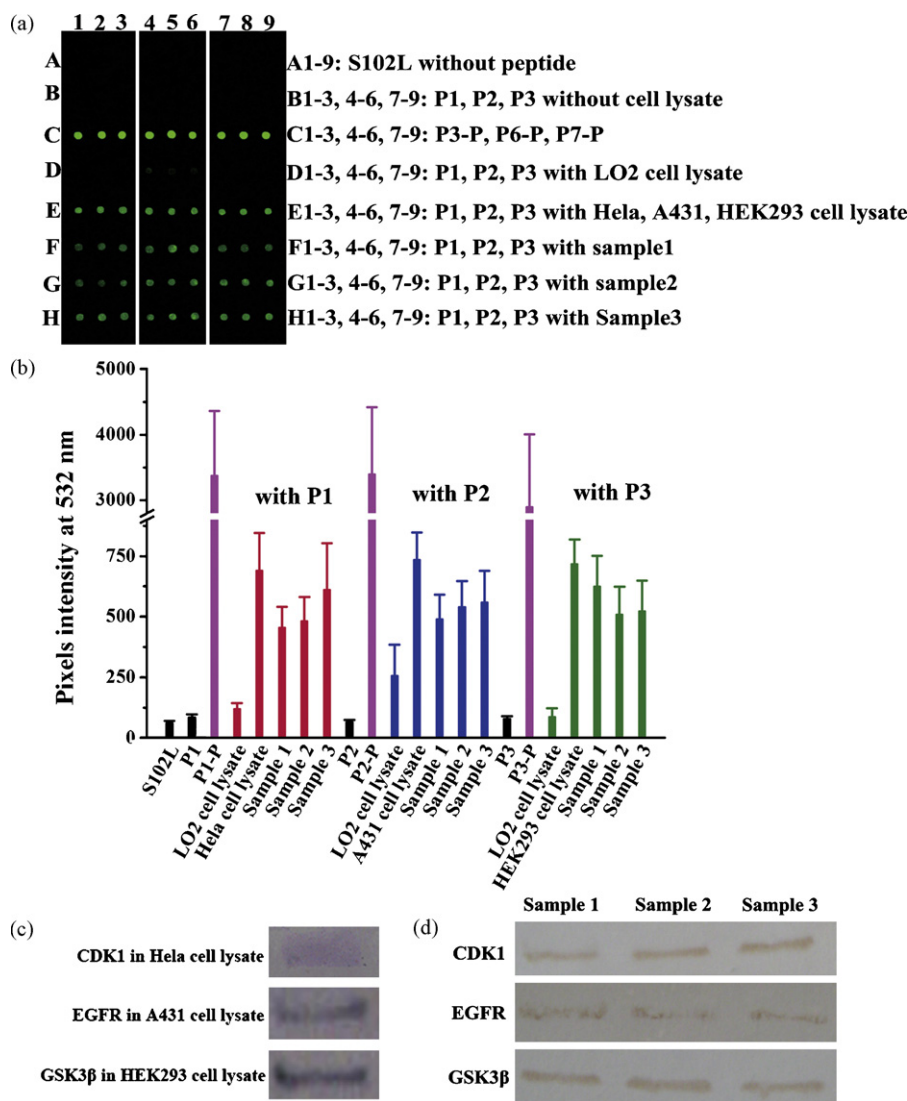 (a)
1 2 3 4 5 6 7 8 9
A A1-9: S102L without peptide
B B1-3, 4-6, 7-9: P1, P2, P3 without cell lysate
C C1-3, 4-6, 7-9: P3-P, P6-P, P7-P
D D1-3, 4-6, 7-9: P1, P2, P3 with LO2 cell lysate
E E1-3, 4-6, 7-9: P1, P2, P3 with Hela, A431, HEK293 cell lysate
F F1-3, 4-6, 7-9: P1, P2, P3 with sample1
G G1-3, 4-6, 7-9: P1, P2, P3 with sample2
H H1-3, 4-6, 7-9: P1, P2, P3 with Sample3
(b)
Pixels intensity at 532 nm
5000
4000
3000
750
500
250
0
with P1 with P2 with P3
S102L
P1
P1-P
LO2 cell lysate
Hela cell lysate
Sample 1
Sample 2
Sample 3
P2
P2-P
LO2 cell lysate
A431 cell lysate
Sample 1
Sample 2
Sample 3
P3
P3-P
LO2 cell lysate
HEK293 cell lysate
Sample 1
Sample 2
Sample 3
(c)
CDK1 in Hela cell lysate
EGFR in A431 cell lysate
GSK3β in HEK293 cell lysate
(d)
Sample 1 Sample 2 Sample 3
CDK1
EGFR
GSK3β